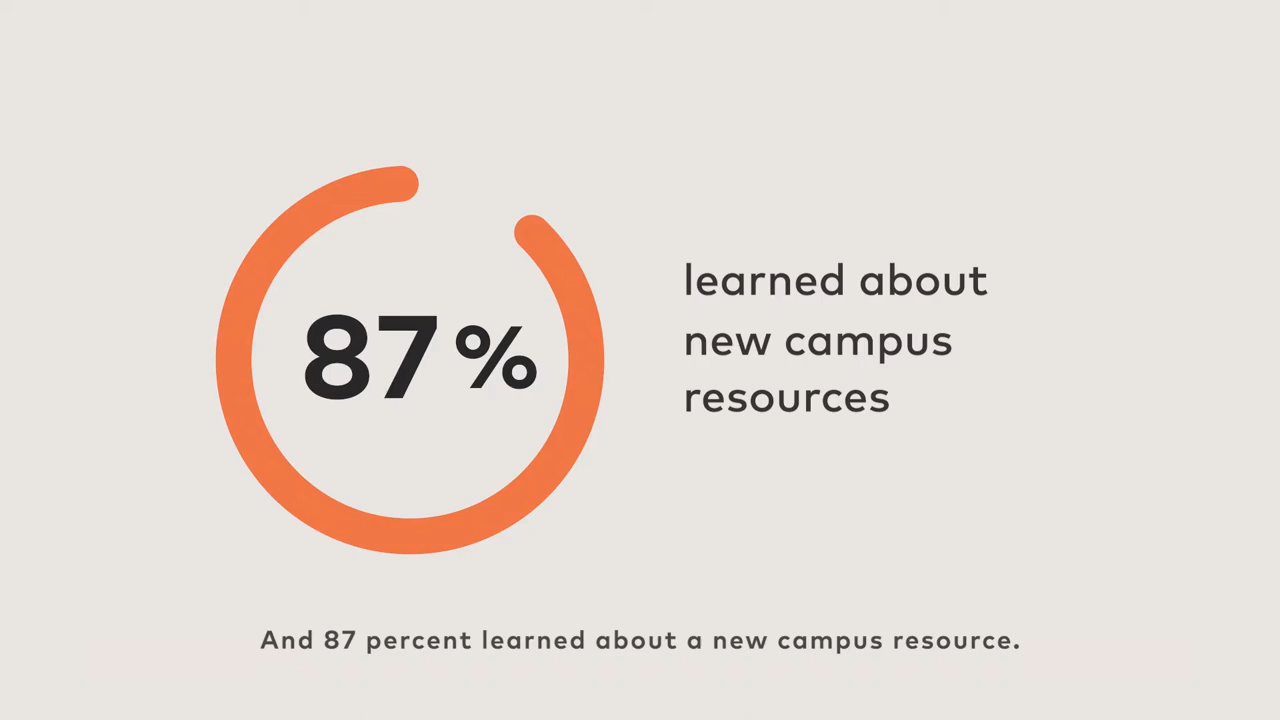 87%
learned about
new campus
resources
And 87 percent learned about a new campus resource.